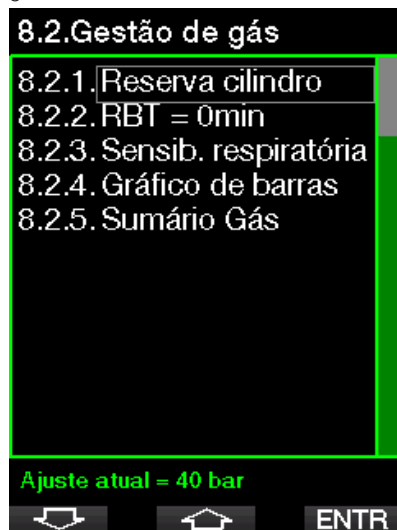 8.2.Gestão de gás
8.2.1. Reserva cilindro
8.2.2. RBT = 0min
8.2.3. Sensib. respiratória
8.2.4. Gráfico de barras
8.2.5. Sumário Gás
Ajuste atual = 40 bar
ENTR